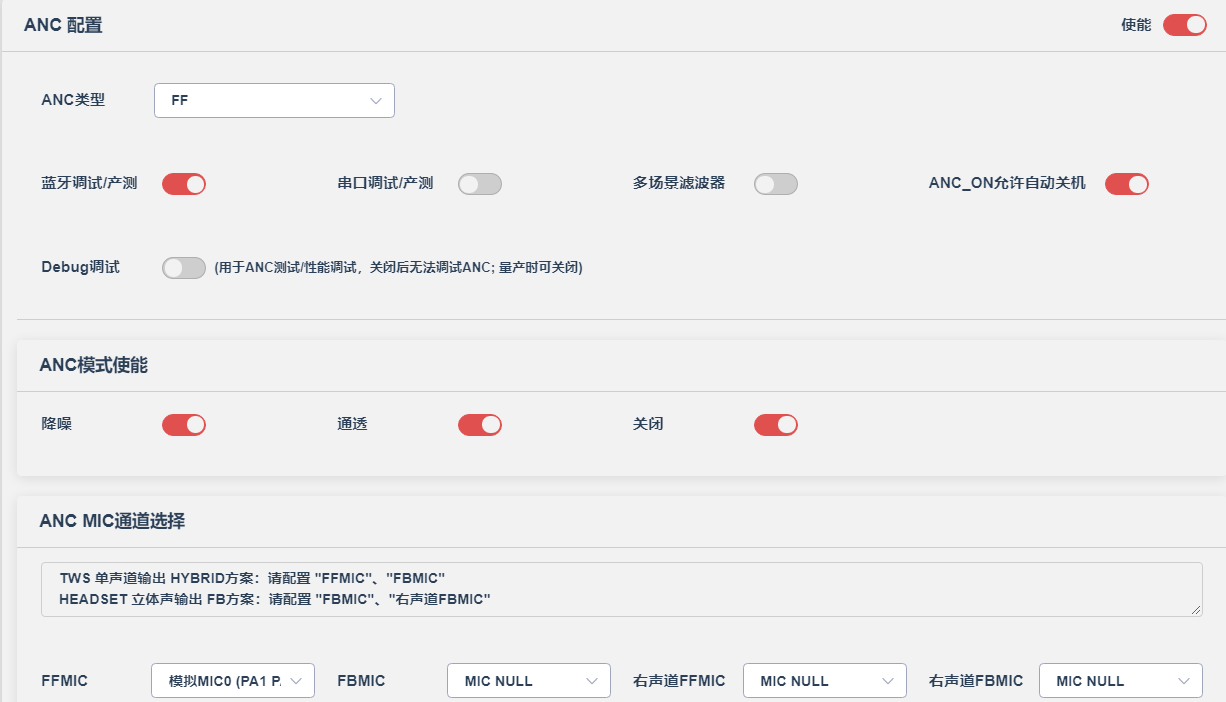 ANC 配置
使能
ANC类型
FF
蓝牙调试/产测
串口调试/产测
多场景滤波器
ANC_ON允许自动关机
Debug调试
(用于ANC测试/性能调试，关闭后无法调试ANC; 量产时可关闭)
ANC模式使能
降噪
通透
关闭
ANC MIC通道选择
TWS 单声道输出 HYBRID方案：请配置 "FFMIC"、"FBMIC"
HEADSET 立体声输出 FB方案：请配置 "FBMIC"、"右声道FBMIC"
FFMIC
模拟MIC0 (PA1 P
FBMIC
MIC NULL
右声道FFMIC
MIC NULL
右声道FBMIC
MIC NULL